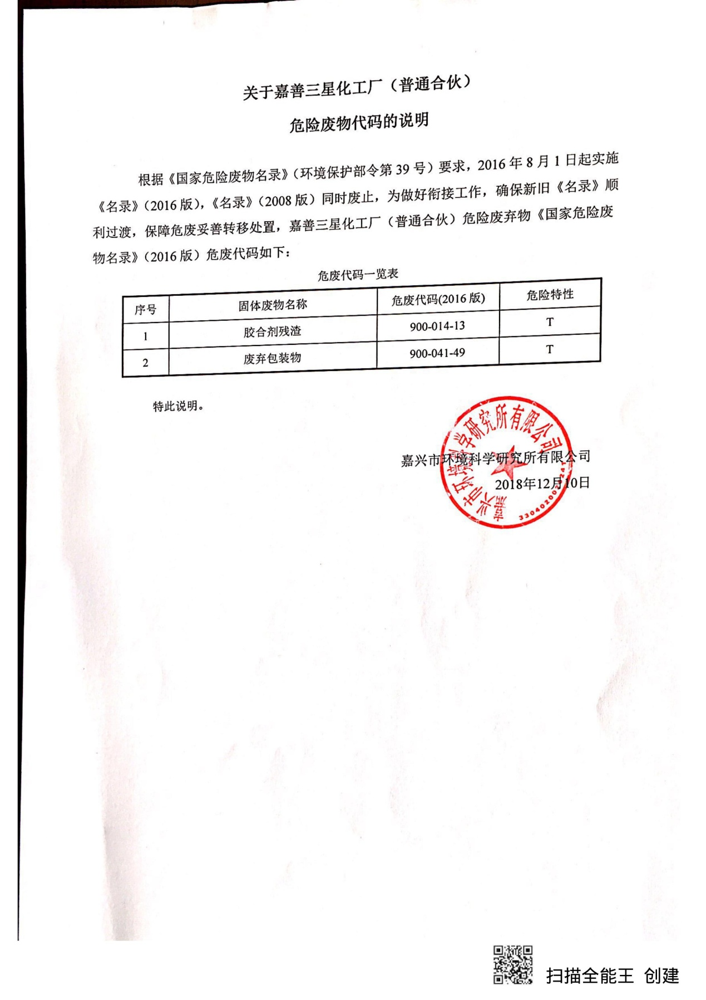 关于嘉善三星化工厂（普通合伙）
危险废物代码的说明
根据《国家危险废物名录》（环境保护部令第 39 号）要求，2016 年 8 月 1 日起实施
《名录》（2016 版），《名录》（2008 版）同时废止，为做好衔接工作，确保新旧《名录》顺
利过渡，保障危废妥善转移处置，嘉善三星化工厂（普通合伙）危险废弃物《国家危险废
物名录》（2016 版）危废代码如下：
危废代码一览表
序号 固体废物名称 危废代码(2016 版) 危险特性
1 胶合剂残渣 900-014-13 T
2 废弃包装物 900-041-49 T
特此说明。
嘉兴市环境科学研究所有限公司
嘉兴市环境科学研究所有限公司
2018年12月10日
扫描全能王 创建